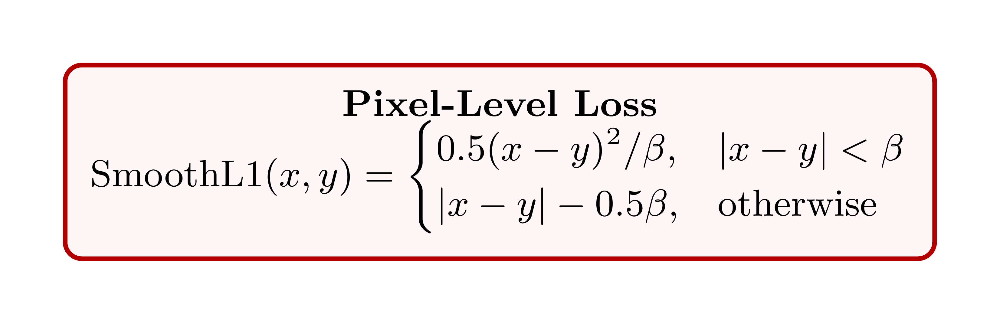 Pixel-Level Loss
SmoothL1(x, y) = { 0.5(x − y)²/β, |x − y| < β
|x − y| − 0.5β, otherwise